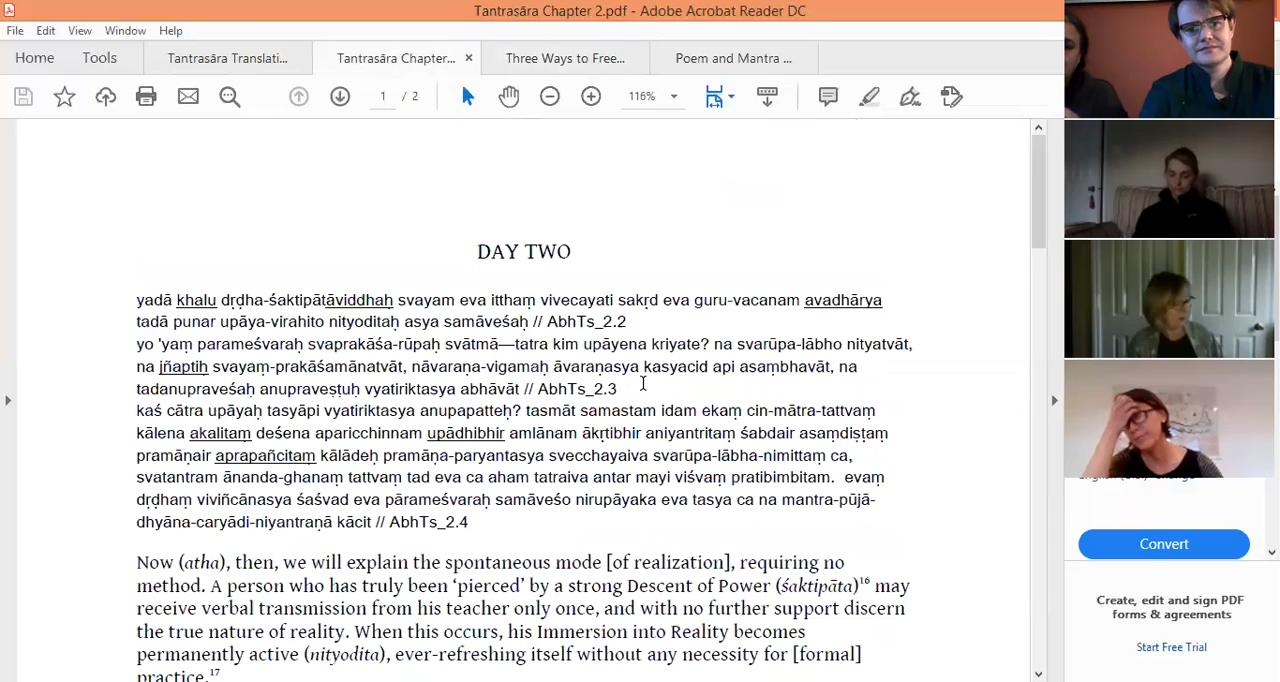 Tantrasāra Chapter 2.pdf - Adobe Acrobat Reader DC
File Edit View Window Help
Home Tools Tantrasāra Translati... Tantrasāra Chapter... × Three Ways to Free... Poem and Mantra ...
1 / 2 116%
DAY TWO
yadā khalu dṛḍha-śaktipātāviddhaḥ svayam eva itthaṃ vivecayati sakṛd eva guru-vacanam avadhārya
tadā punar upāya-virahito nityoditaḥ asya samāveśaḥ // AbhTs_2.2
yo 'yaṃ parameśvaraḥ svaprakāśa-rūpaḥ svātmā—tatra kim upāyena kriyate? na svarūpa-lābho nityatvāt,
na jñaptiḥ svayaṃ-prakāśamānatvāt, nāvaraṇa-vigamaḥ āvaraṇasya kasyacid api asambhavāt, na
tadanupraveśaḥ anupraveṣṭuḥ vyatiriktasya abhāvāt // AbhTs_2.3
kaś cātra upāyaḥ tasyāpi vyatiriktasya anupapatteḥ? tasmāt samastam idam ekaṃ cin-mātra-tattvaṃ
kālena akalitaṃ deśena aparicchinnam upādhibhir amlānam ākṛtibhir aniyantritaṃ śabdair asaṃdiṣṭaṃ
pramāṇair aprapañcitaṃ kālādeḥ pramāṇa-paryantasya svecchayaiva svarūpa-lābha-nimittaṃ ca,
svatantram ānanda-ghanaṃ tattvaṃ tad eva ca aham tatraiva antar mayi viśvaṃ pratibimbitam. evaṃ
dṛḍhaṃ viviñcānasya śaśvad eva pārameśvaraḥ samāveśo nirupāyaka eva tasya ca na mantra-pūjā-
dhyāna-caryādi-niyantraṇā kācit // AbhTs_2.4
Now (atha), then, we will explain the spontaneous mode [of realization], requiring no
method. A person who has truly been ‘pierced’ by a strong Descent of Power (śaktipāta)16 may
receive verbal transmission from his teacher only once, and with no further support discern
the true nature of reality. When this occurs, his Immersion into Reality becomes
permanently active (nityodita), ever-refreshing itself without any necessity for [formal]
practice.17
Convert
Create, edit and sign PDF
forms & agreements
Start Free Trial